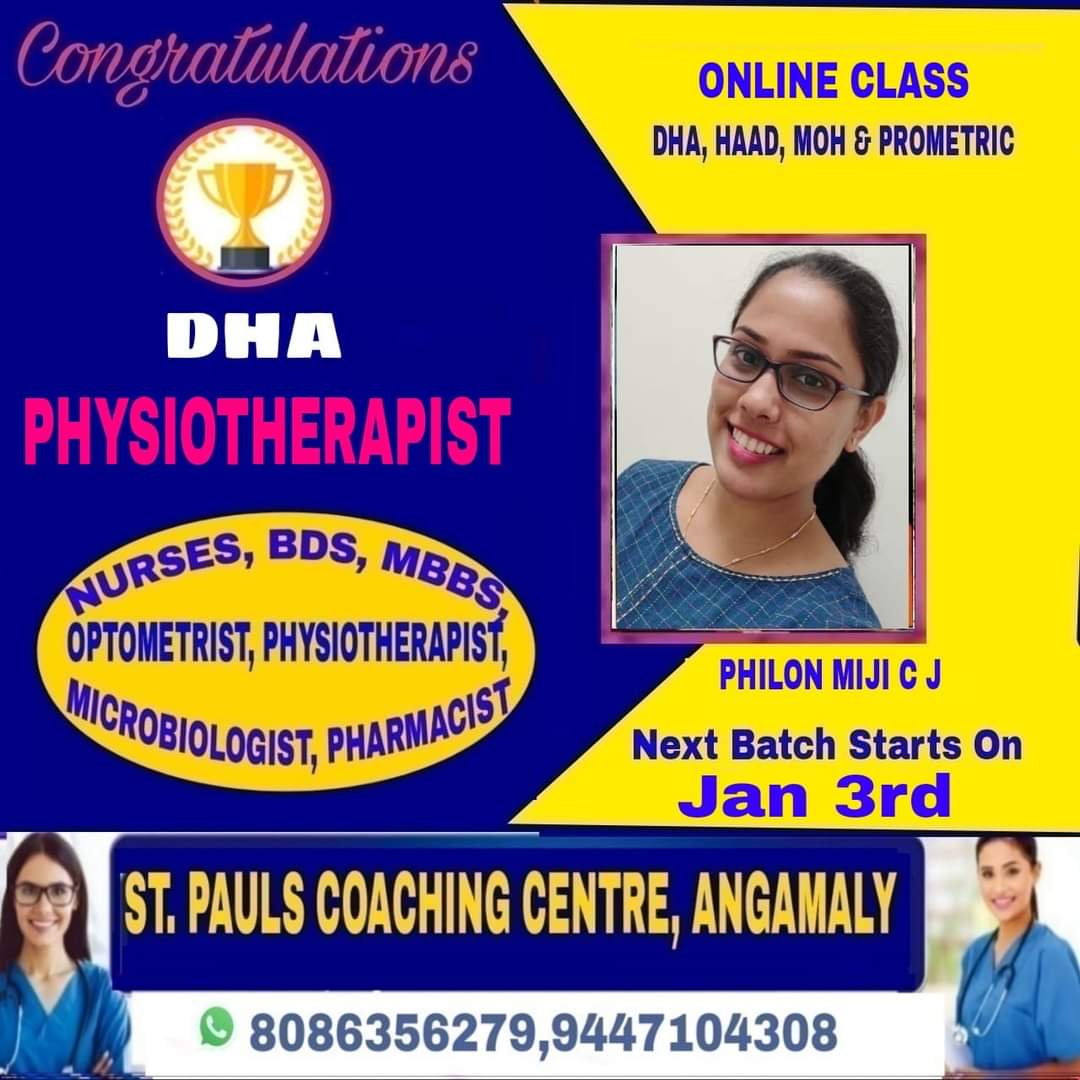 Congratulations
DHA
PHYSIOTHERAPIST
NURSES, BDS, MBBS,
OPTOMETRIST, PHYSIOTHERAPIST,
MICROBIOLOGIST, PHARMACIST
ONLINE CLASS
DHA, HAAD, MOH & PROMETRIC
PHILON MIJI C J
Next Batch Starts On
Jan 3rd
ST. PAULS COACHING CENTRE, ANGAMALY
8086356279,9447104308